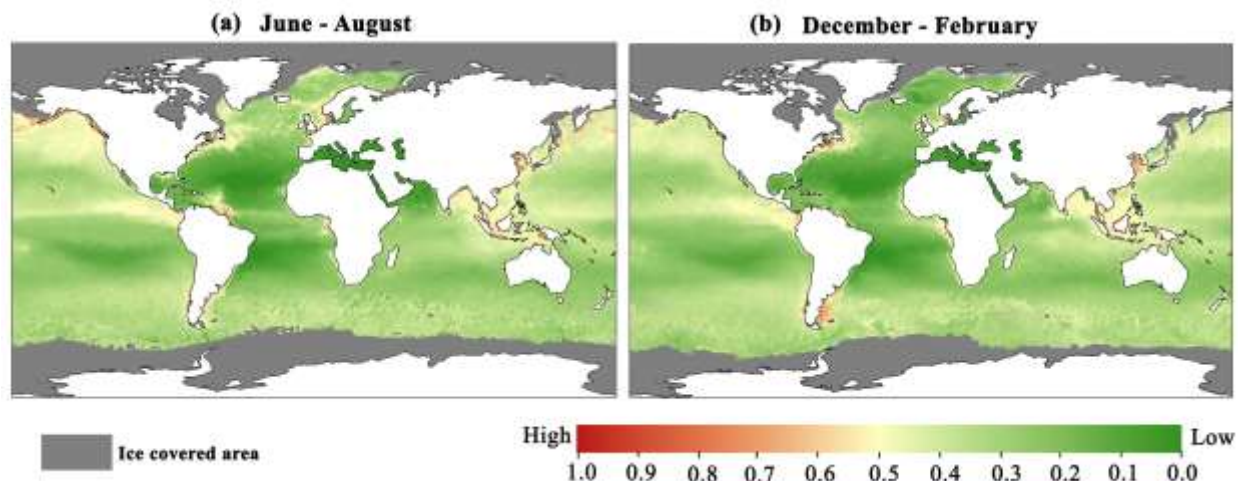 (a) June - August
(b) December - February
Ice covered area
High
Low
1.0 0.9 0.8 0.7 0.6 0.5 0.4 0.3 0.2 0.1 0.0